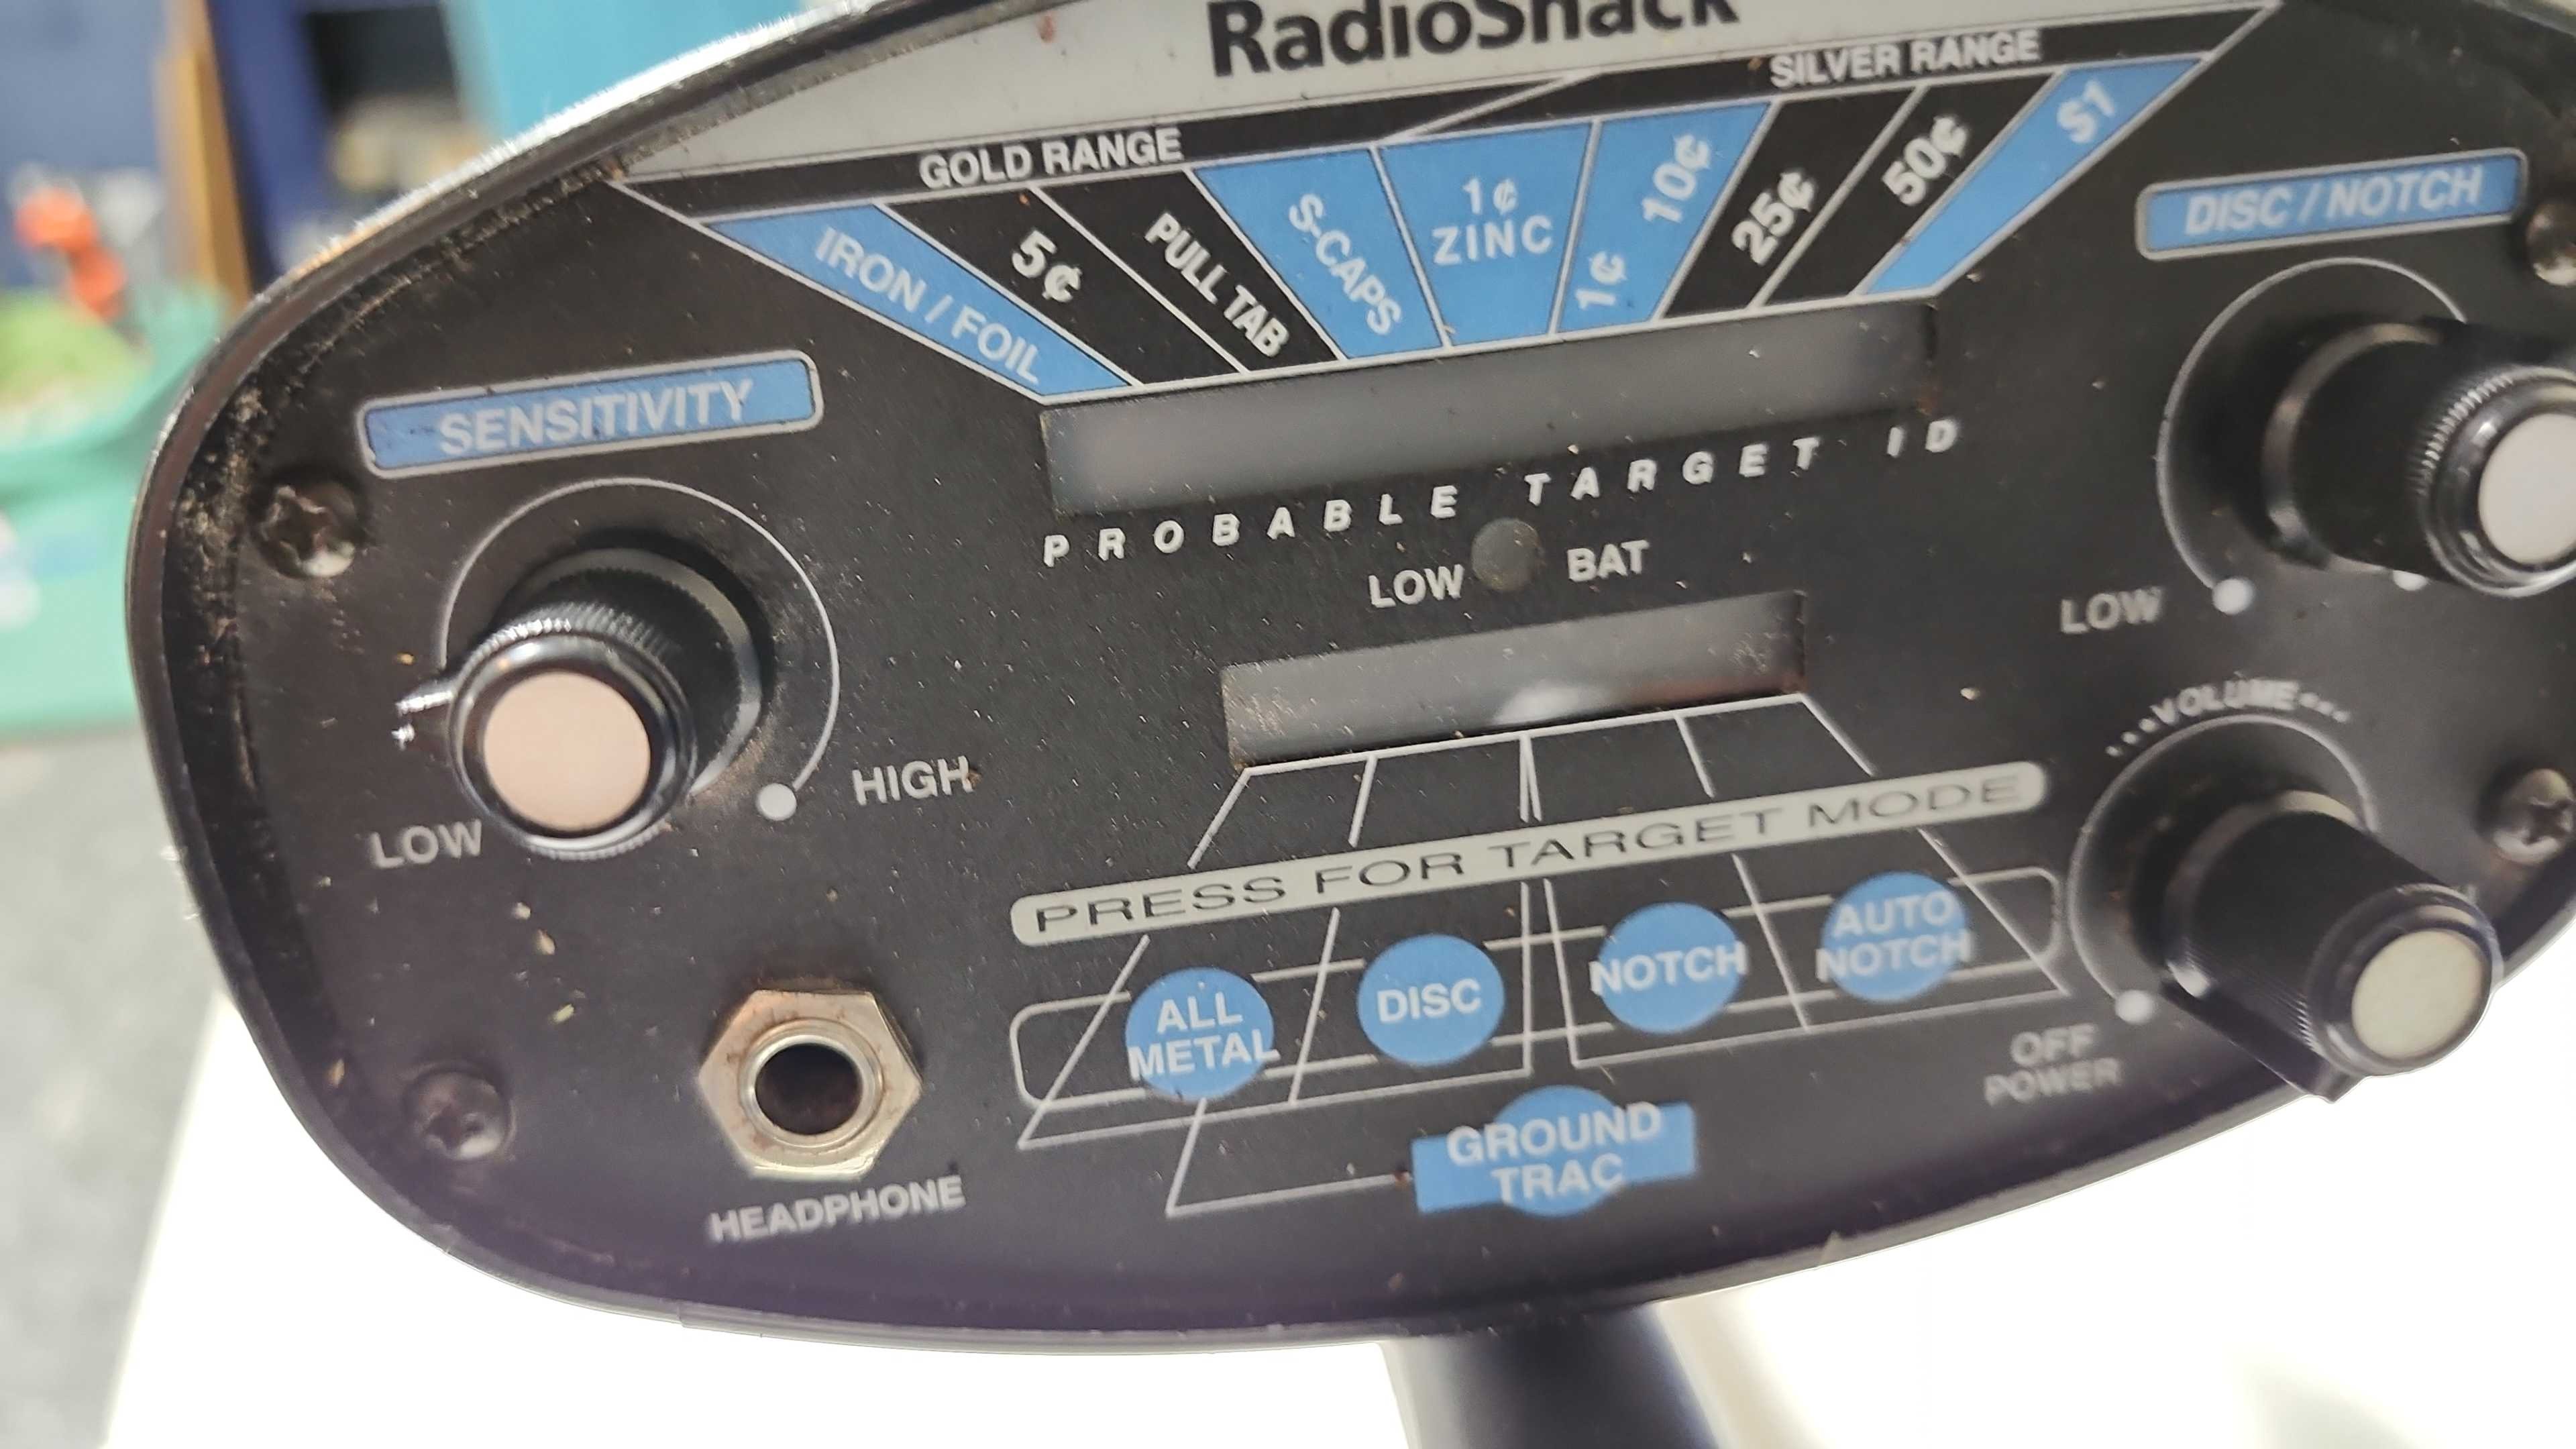 RadioShack
GOLD RANGE
SILVER RANGE
IRON / FOIL
5¢
PULL TAB
S-CAPS
1¢
ZINC
1¢ 10¢
25¢
50¢
$1
SENSITIVITY
DISC / NOTCH
PROBABLE TARGET ID
LOW BAT
LOW
HIGH
LOW
VOLUME
PRESS FOR TARGET MODE
ALL
METAL
DISC
NOTCH
AUTO
NOTCH
OFF
POWER
GROUND
TRAC
HEADPHONE